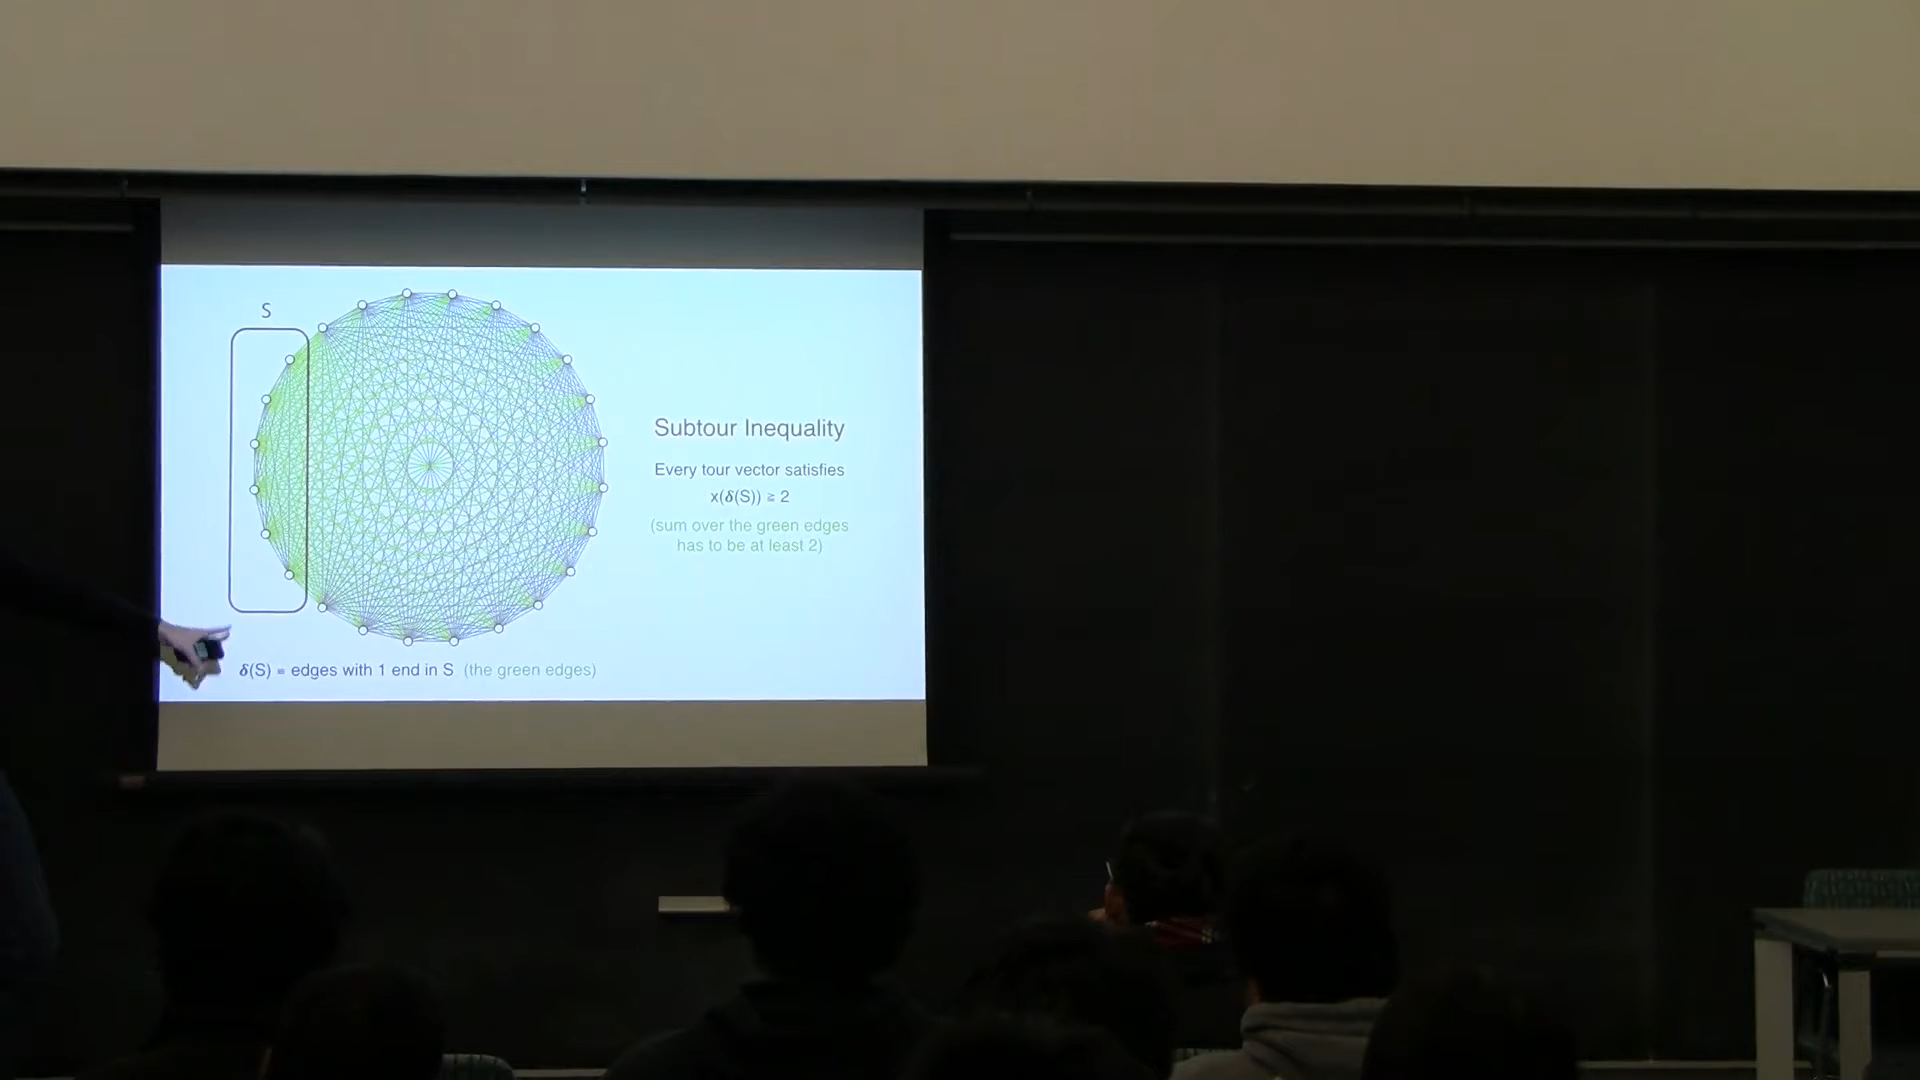 S
Subtour Inequality
Every tour vector satisfies
x(δ(S)) ≥ 2
(sum over the green edges
has to be at least 2)
δ(S) = edges with 1 end in S (the green edges)